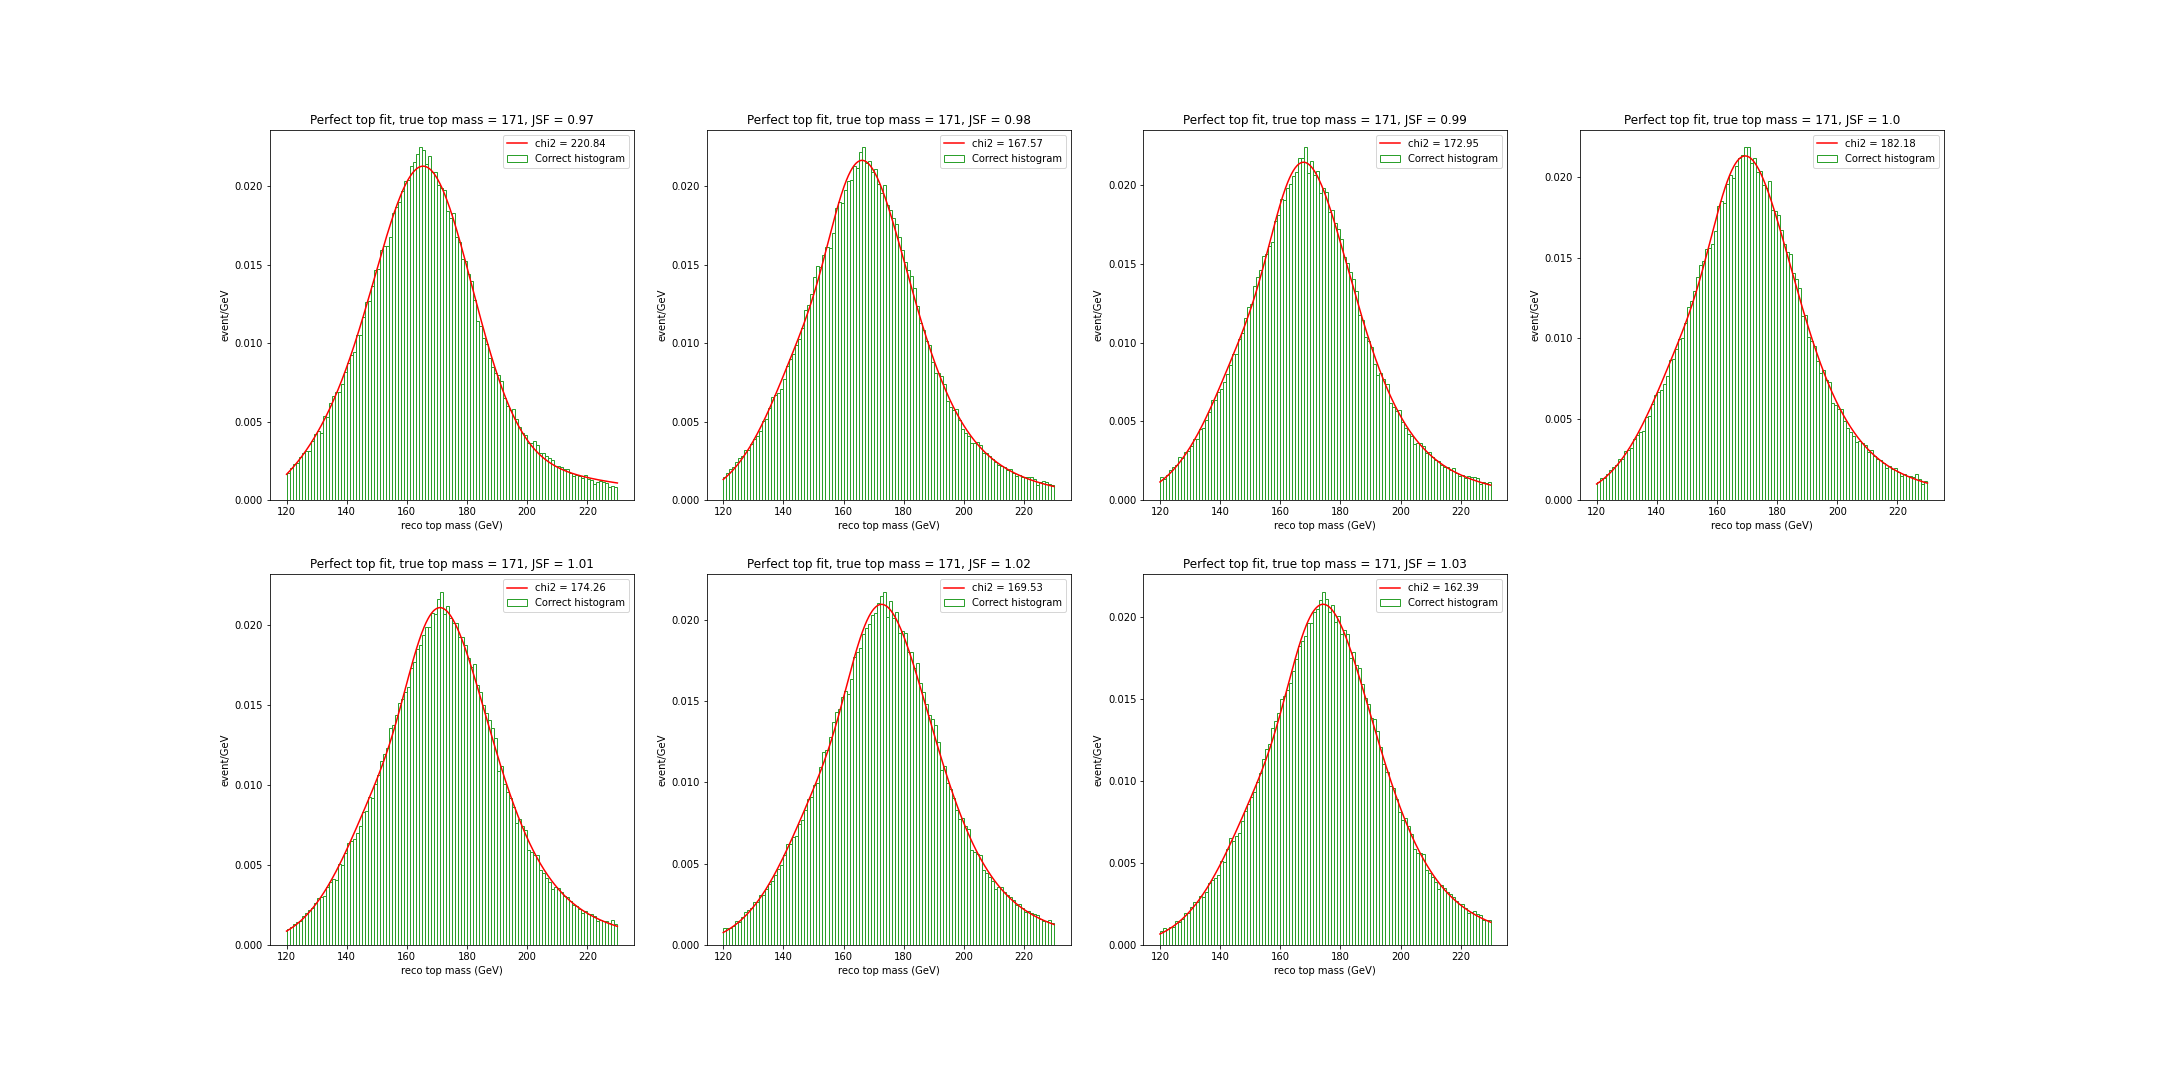 Perfect top fit, true top mass = 171, JSF = 0.97
chi2 = 220.84
Correct histogram
event/GeV
0.020
0.015
0.010
0.005
0.000
120 140 160 180 200 220
reco top mass (GeV)
Perfect top fit, true top mass = 171, JSF = 0.98
chi2 = 167.57
Correct histogram
event/GeV
0.020
0.015
0.010
0.005
0.000
120 140 160 180 200 220
reco top mass (GeV)
Perfect top fit, true top mass = 171, JSF = 0.99
chi2 = 172.95
Correct histogram
event/GeV
0.020
0.015
0.010
0.005
0.000
120 140 160 180 200 220
reco top mass (GeV)
Perfect top fit, true top mass = 171, JSF = 1.0
chi2 = 182.18
Correct histogram
event/GeV
0.020
0.015
0.010
0.005
0.000
120 140 160 180 200 220
reco top mass (GeV)
Perfect top fit, true top mass = 171, JSF = 1.01
chi2 = 174.26
Correct histogram
event/GeV
0.020
0.015
0.010
0.005
0.000
120 140 160 180 200 220
reco top mass (GeV)
Perfect top fit, true top mass = 171, JSF = 1.02
chi2 = 169.53
Correct histogram
event/GeV
0.020
0.015
0.010
0.005
0.000
120 140 160 180 200 220
reco top mass (GeV)
Perfect top fit, true top mass = 171, JSF = 1.03
chi2 = 162.39
Correct histogram
event/GeV
0.020
0.015
0.010
0.005
0.000
120 140 160 180 200 220
reco top mass (GeV)